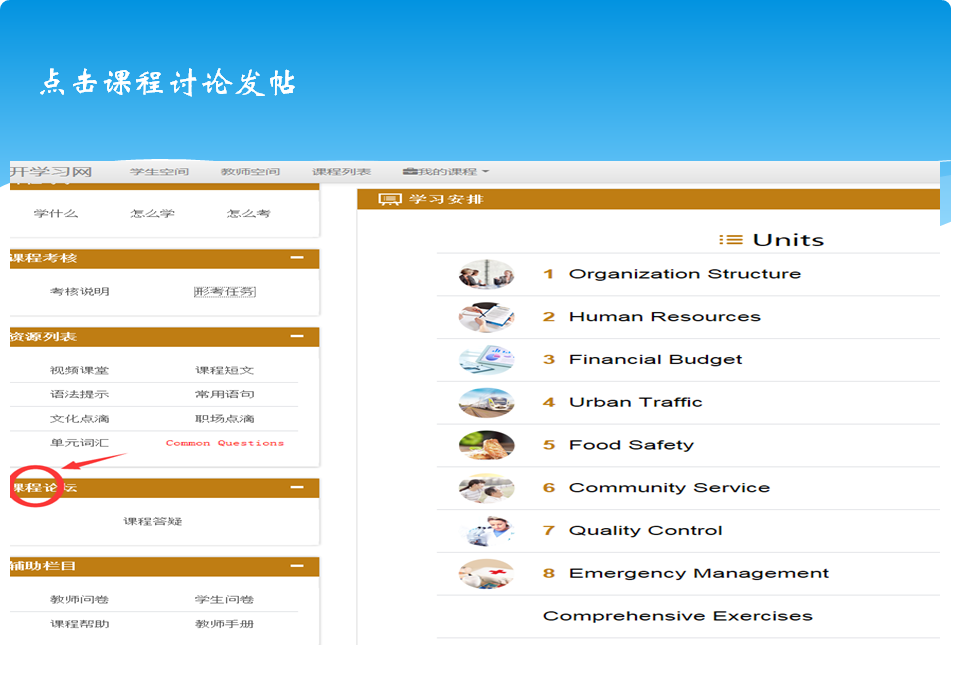 点击课程讨论发帖
开学习网 学生空间 教师空间 课程列表 我的课程
学什么 怎么学 怎么考
课程考核
考核说明 形考任务
资源列表
视频课堂 课程短文
语法提示 常用语句
文化点滴 职场点滴
单元词汇 Common Questions
课程论坛
课程答疑
辅助栏目
教师问卷 学生问卷
课程帮助 教师手册
学习安排
Units
1 Organization Structure
2 Human Resources
3 Financial Budget
4 Urban Traffic
5 Food Safety
6 Community Service
7 Quality Control
8 Emergency Management
Comprehensive Exercises